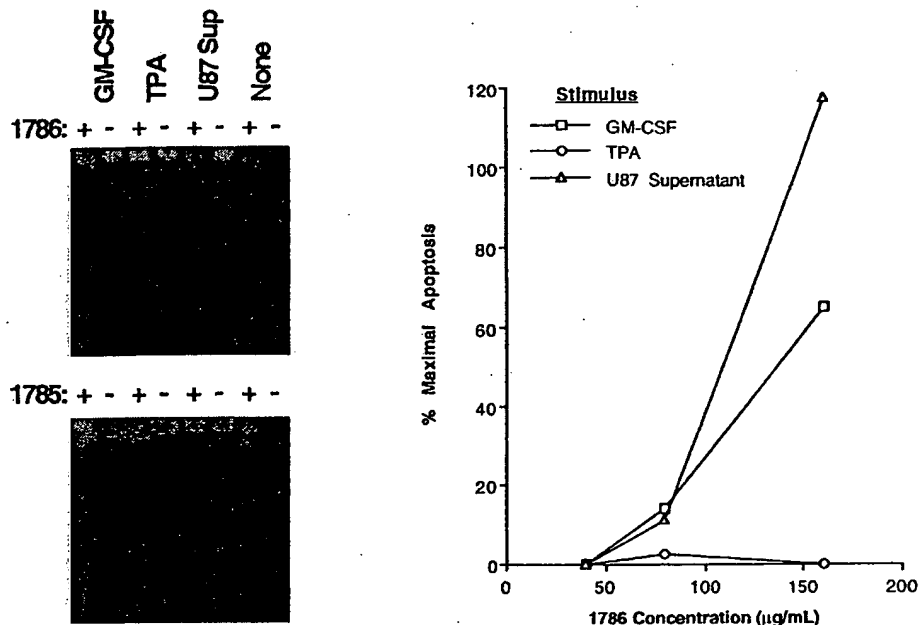 GM-CSF
TPA
U87 Sup
None
1786: + - + - + - + -
1785: + - + - + - + -
Stimulus
GM-CSF
TPA
U87 Supernatant
% Maximal Apoptosis
120
100
80
60
40
20
0
0 50 100 150 200
1786 Concentration (µg/mL)